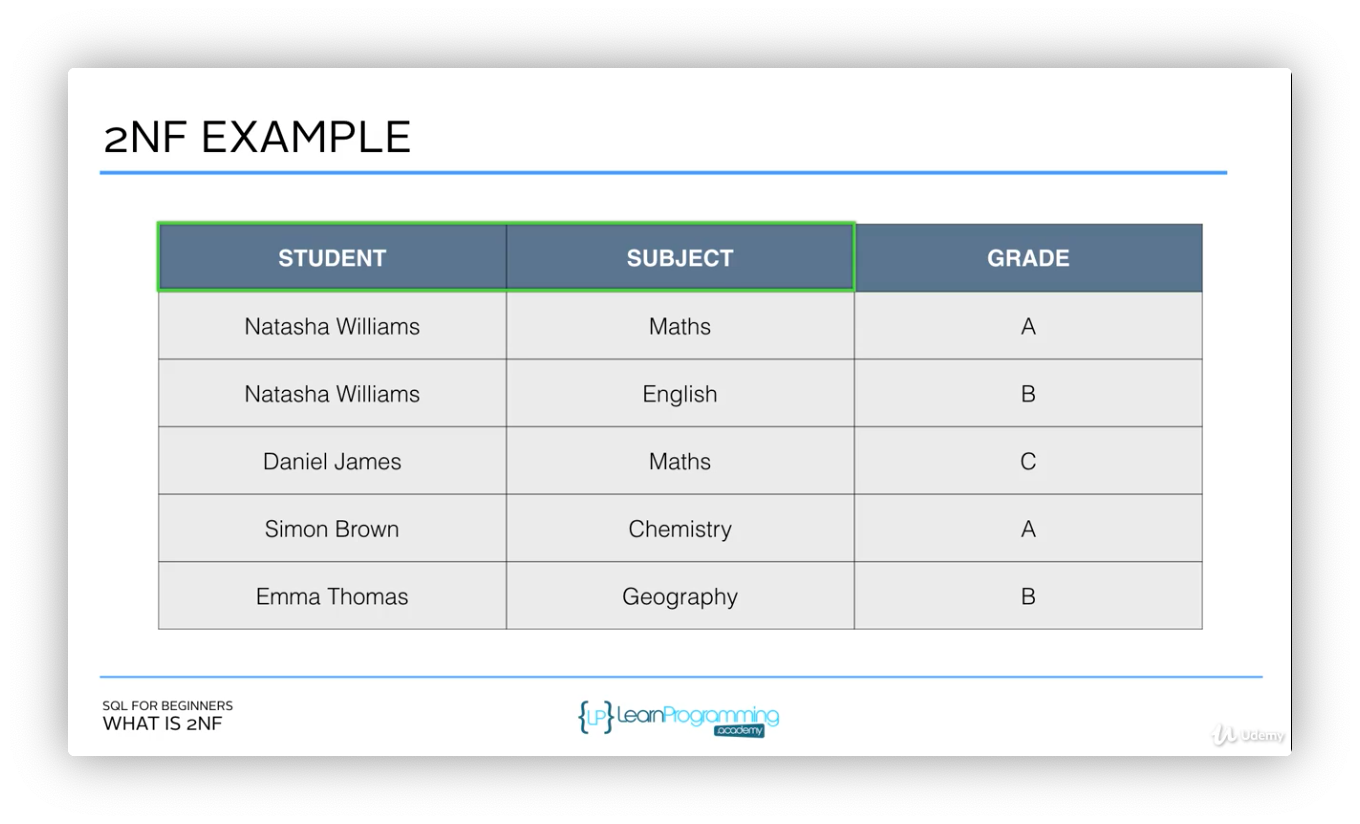 2NF EXAMPLE
STUDENT SUBJECT GRADE
Natasha Williams Maths A
Natasha Williams English B
Daniel James Maths C
Simon Brown Chemistry A
Emma Thomas Geography B
SQL FOR BEGINNERS
WHAT IS 2NF
{LP} LearnProgramming
.academy
Udemy